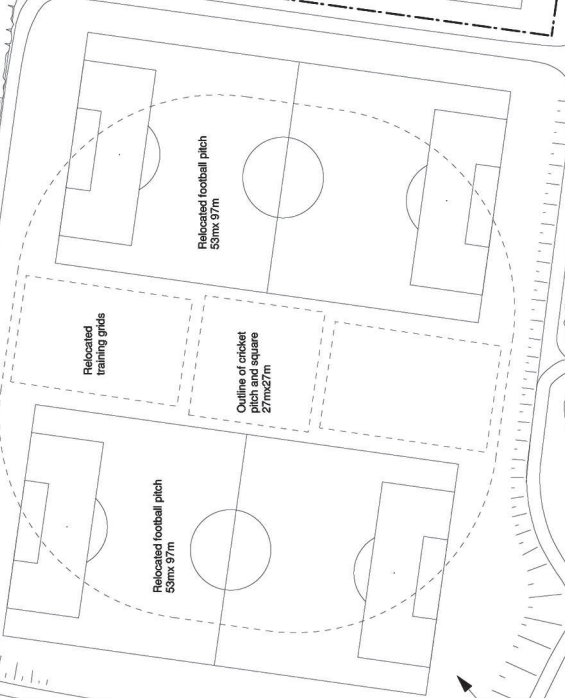 Relocated football pitch
53mx 97m
Relocated
training grids
Outline of cricket
pitch and square
27mx27m
Relocated football pitch
53mx 97m